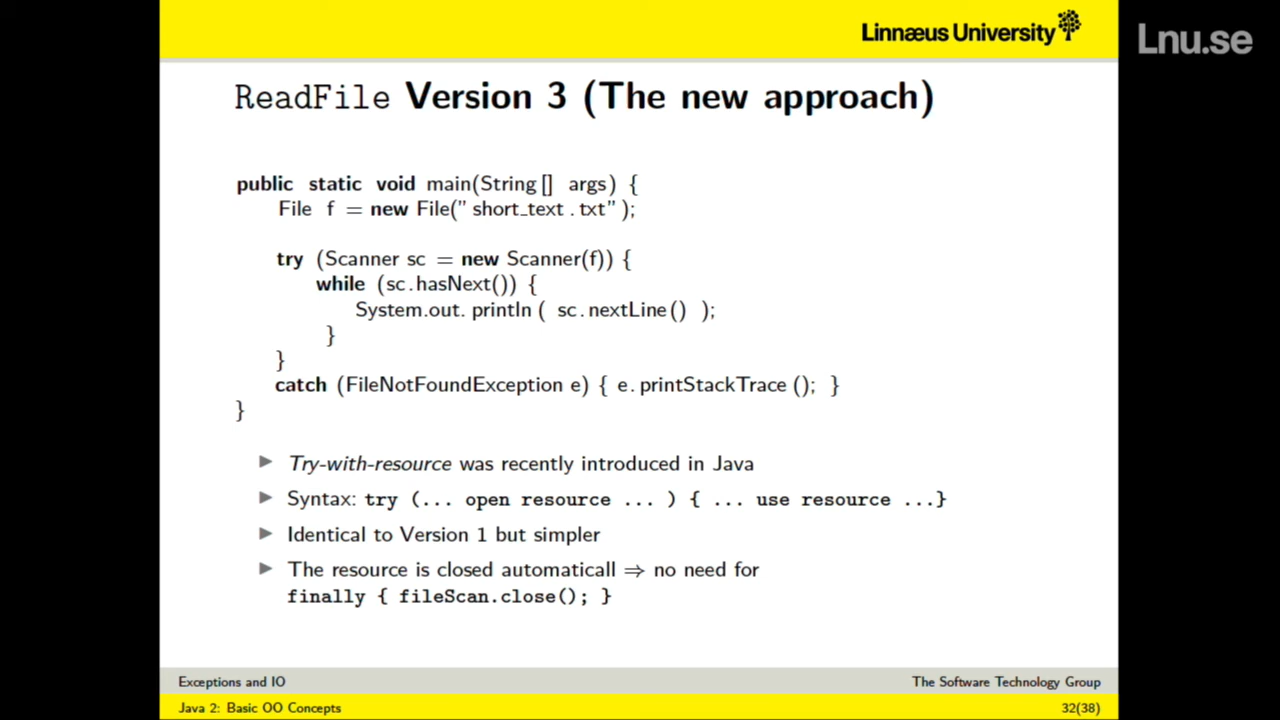 Linnæus University
Lnu.se
ReadFile Version 3 (The new approach)
public static void main(String[] args) {
File f = new File("short_text.txt");
try (Scanner sc = new Scanner(f)) {
while (sc.hasNext()) {
System.out.println( sc.nextLine() );
}
}
catch (FileNotFoundException e) { e.printStackTrace(); }
}
Try-with-resource was recently introduced in Java
Syntax: try (... open resource ... ) { ... use resource ...}
Identical to Version 1 but simpler
The resource is closed automaticall ⇒ no need for
finally { fileScan.close(); }
Exceptions and IO
The Software Technology Group
Java 2: Basic OO Concepts
32(38)